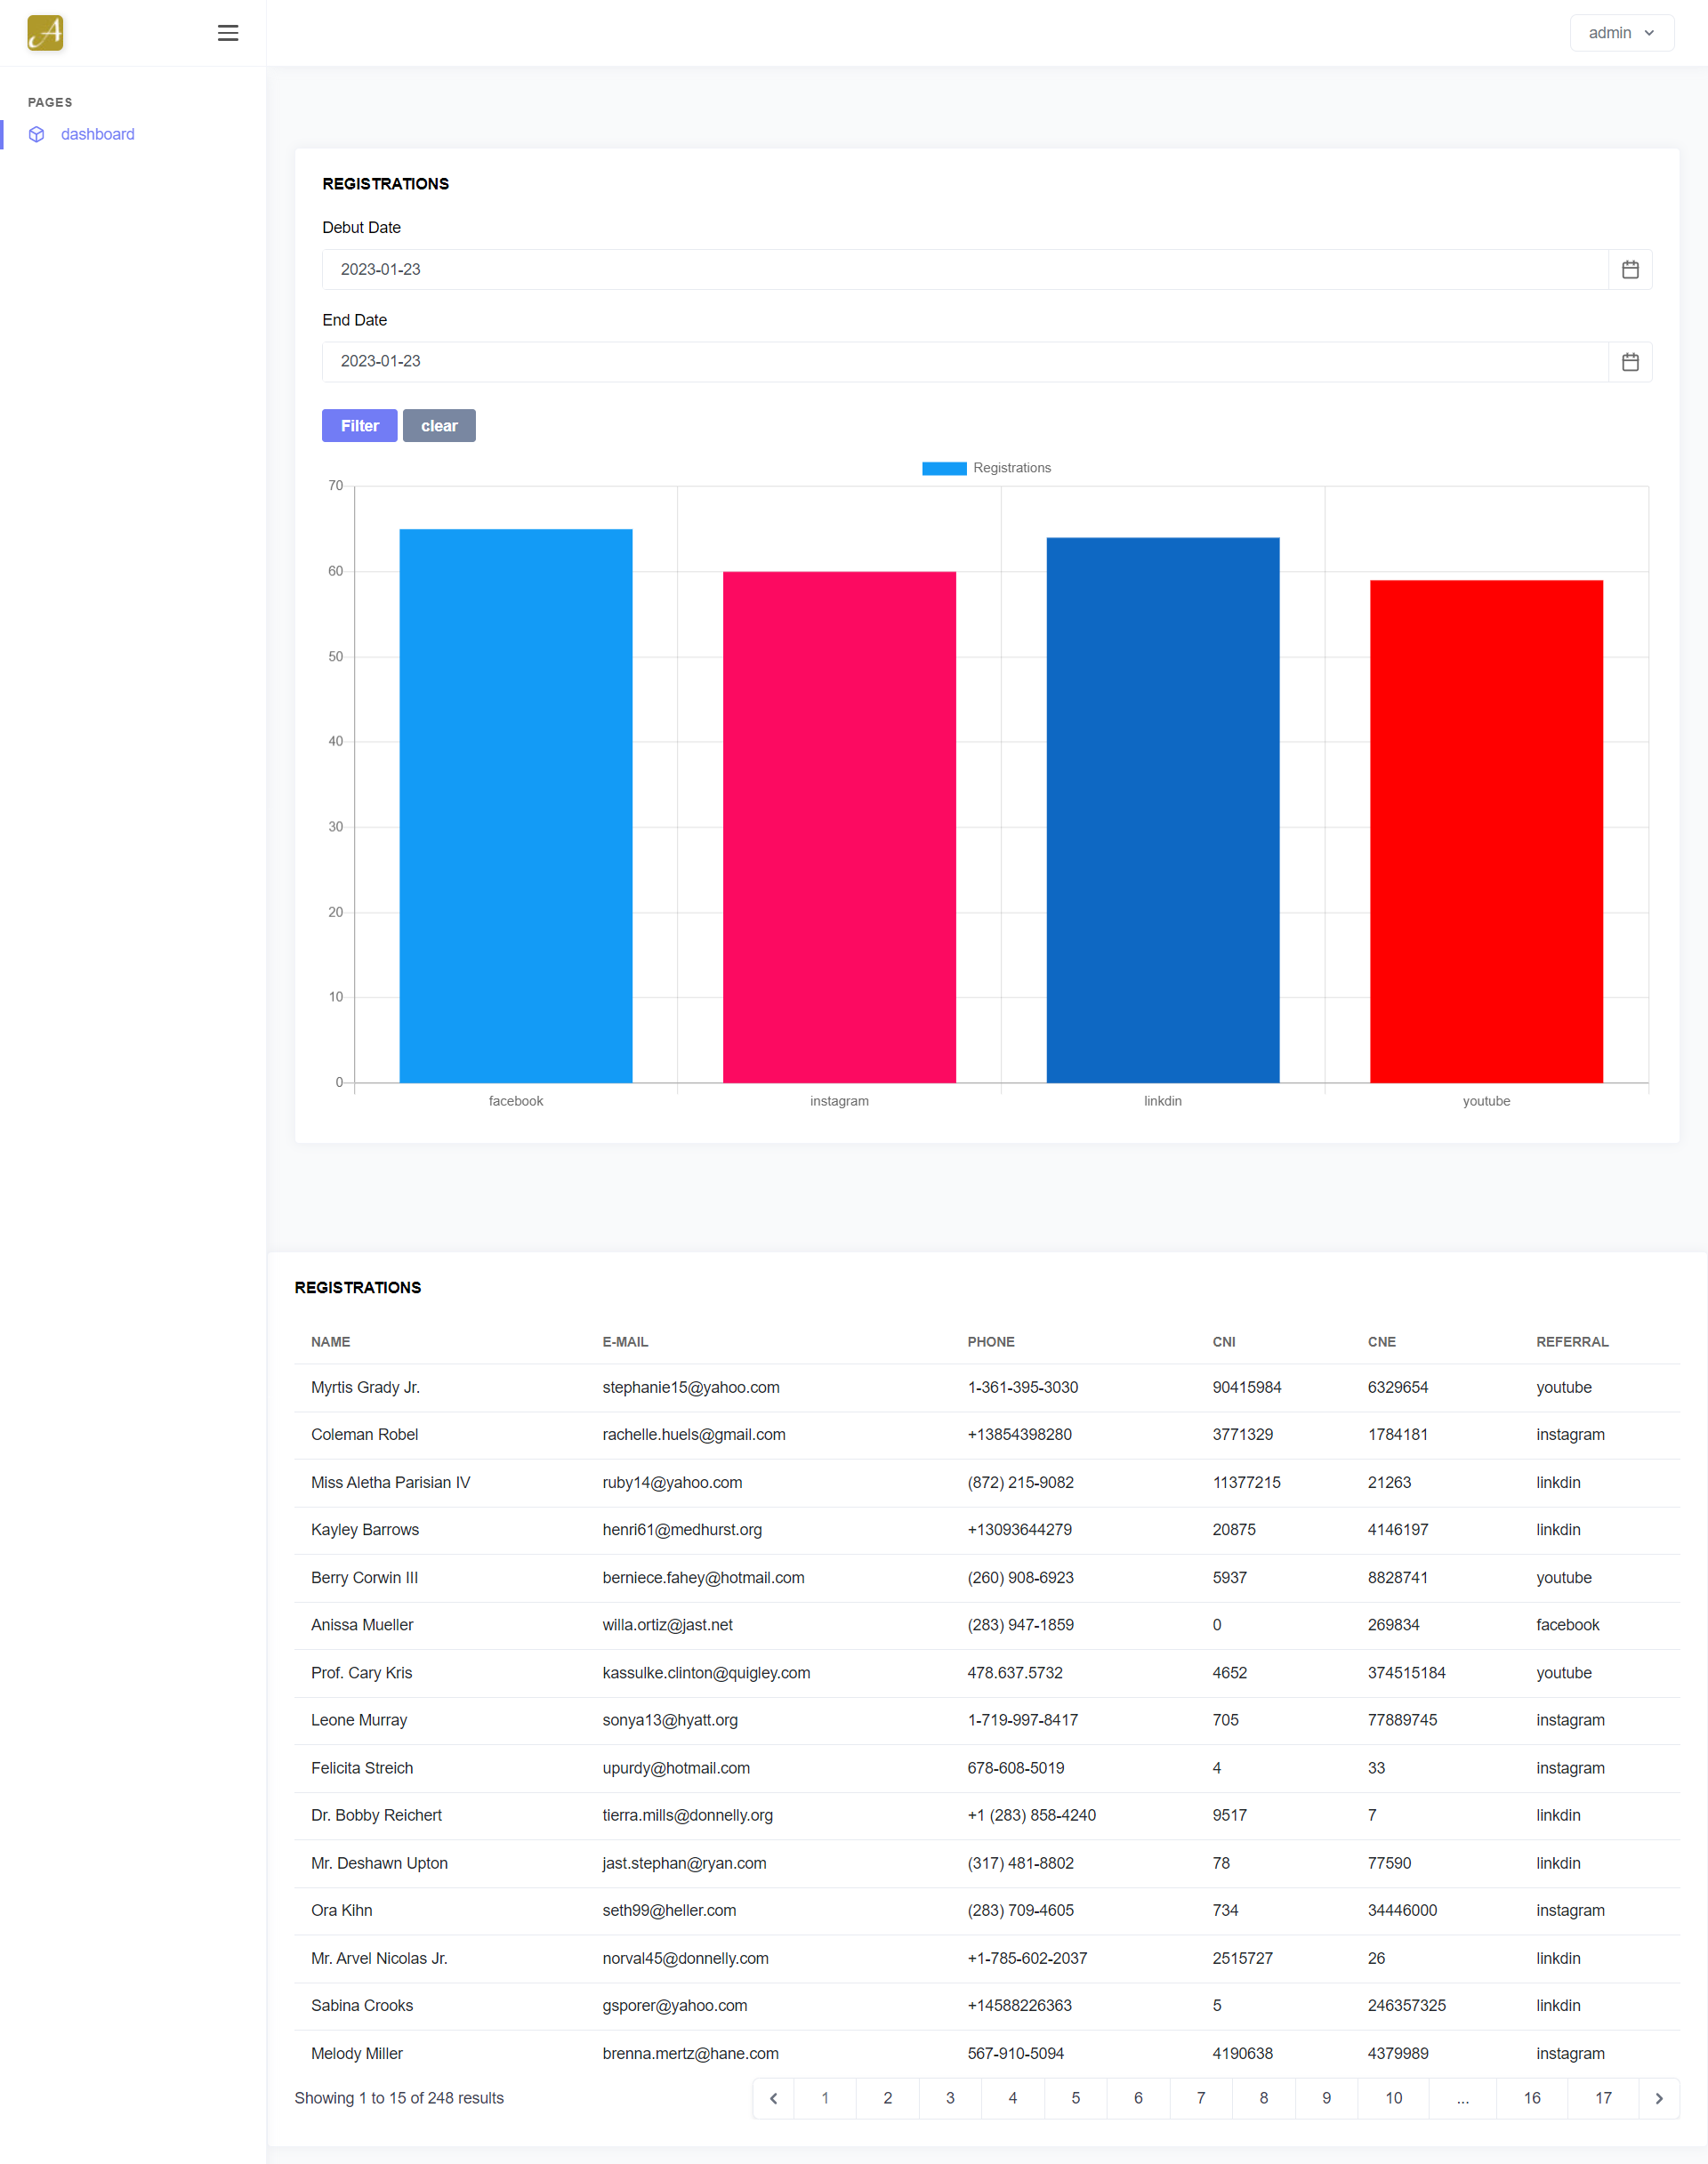 A
admin
PAGES
dashboard
REGISTRATIONS
Debut Date
2023-01-23
End Date
2023-01-23
Filter clear
Registrations
70
60
50
40
30
20
10
0
facebook instagram linkdin youtube
REGISTRATIONS
NAME E-MAIL PHONE CNI CNE REFERRAL
Myrtis Grady Jr. stephanie15@yahoo.com 1-361-395-3030 90415984 6329654 youtube
Coleman Robel rachelle.huels@gmail.com +13854398280 3771329 1784181 instagram
Miss Aletha Parisian IV ruby14@yahoo.com (872) 215-9082 11377215 21263 linkdin
Kayley Barrows henri61@medhurst.org +13093644279 20875 4146197 linkdin
Berry Corwin III berniece.fahey@hotmail.com (260) 908-6923 5937 8828741 youtube
Anissa Mueller willa.ortiz@jast.net (283) 947-1859 0 269834 facebook
Prof. Cary Kris kassulke.clinton@quigley.com 478.637.5732 4652 374515184 youtube
Leone Murray sonya13@hyatt.org 1-719-997-8417 705 77889745 instagram
Felicita Streich upurdy@hotmail.com 678-608-5019 4 33 instagram
Dr. Bobby Reichert tierra.mills@donnelly.org +1 (283) 858-4240 9517 7 linkdin
Mr. Deshawn Upton jast.stephan@ryan.com (317) 481-8802 78 77590 linkdin
Ora Kihn seth99@heller.com (283) 709-4605 734 34446000 instagram
Mr. Arvel Nicolas Jr. norval45@donnelly.com +1-785-602-2037 2515727 26 linkdin
Sabina Crooks gsporer@yahoo.com +14588226363 5 246357325 linkdin
Melody Miller brenna.mertz@hane.com 567-910-5094 4190638 4379989 instagram
Showing 1 to 15 of 248 results 1 2 3 4 5 6 7 8 9 10 ... 16 17